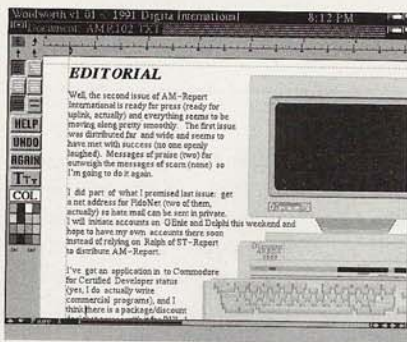 Wordworth v1.01 - 1991 Digita International 8:12 PM
Document: AMR102.TXT
HELP
UNDO
AGAIN
TTT
COL
EDITORIAL
Well, the second issue of AM-Report
International is ready for press (ready for
uplink, actually) and everything seems to be
moving along pretty smoothly. The first issue
was distributed far and wide and seems to
have met with success (no one openly
laughed). Messages of praise (two) far
outweigh the messages of scorn (none) so
I'm going to do it again.
I did part of what I promised last issue: get
a net address for FidoNet (two of them,
actually) so hate mail can be sent in private.
I will initiate accounts on GEnie and Delphi this weekend and
hope to have my own accounts there soon
instead of relying on Ralph of ST-Report
to distribute AM-Report.
I've got an application in to Commodore
for Certified Developer status
(yes, I do actually write
commercial programs), and I
think there is a package/discount